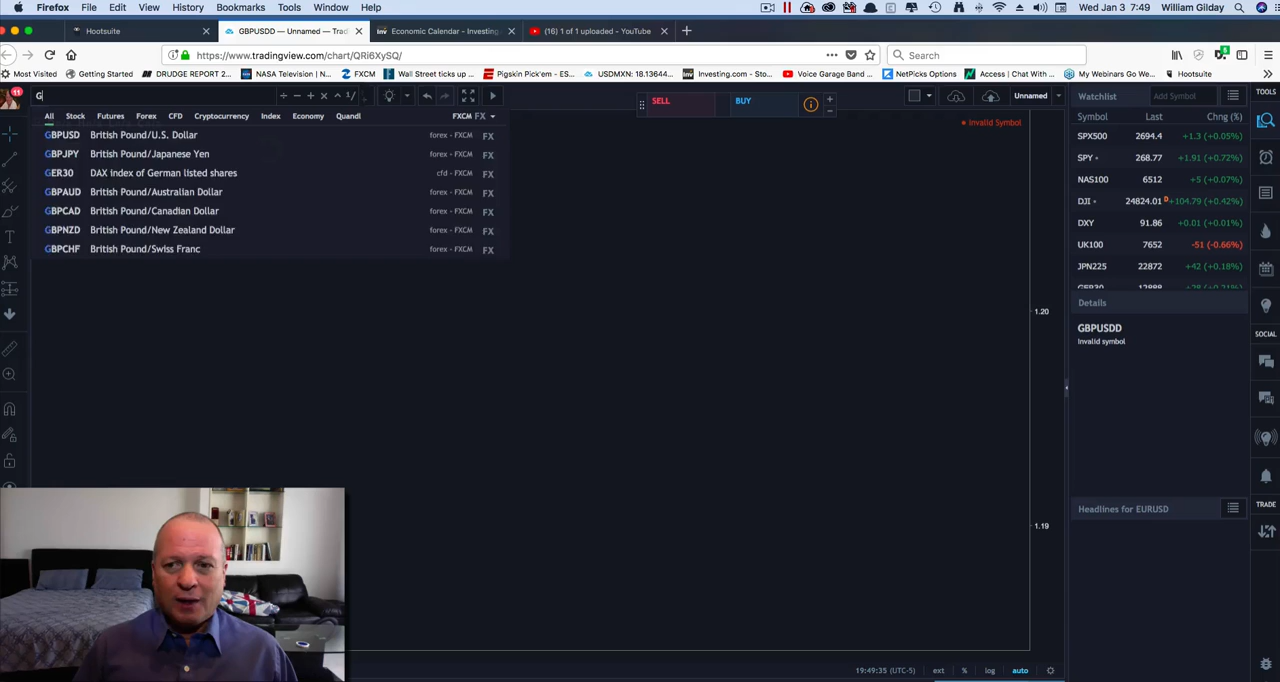 Firefox File Edit View History Bookmarks Tools Window Help Wed Jan 3 7:49 William Gilday
Hootsuite GBPUSDD — Unnamed — Trad Economic Calendar - Investing. (16) 1 of 1 uploaded - YouTube
https://www.tradingview.com/chart/QRi6XySQ/ Search
Most Visited Getting Started DRUDGE REPORT 2... NASA Television | N... FXCM Wall Street ticks up ... Pigskin Pick'em - ES... USDMXN: 18.13644... Investing.com - Sto... Voice Garage Band ... NetPicks Options Access | Chat With ... My Webinars Go We... Hootsuite
11 G 1/ SELL BUY Unnamed Watchlist Add Symbol TOOLS
All Stock Futures Forex CFD Cryptocurrency Index Economy Quandl FXCM FX Invalid Symbol Symbol Last Chng (%)
GBPUSD British Pound/U.S. Dollar forex - FXCM FX
GBPJPY British Pound/Japanese Yen forex - FXCM FX
GER30 DAX index of German listed shares cfd - FXCM FX
GBPAUD British Pound/Australian Dollar forex - FXCM FX
GBPCAD British Pound/Canadian Dollar forex - FXCM FX
GBPNZD British Pound/New Zealand Dollar forex - FXCM FX
GBPCHF British Pound/Swiss Franc forex - FXCM FX
SPX500 2694.4 +1.3 (+0.05%)
SPY 268.77 +1.91 (+0.72%)
NAS100 6512 +5 (+0.07%)
DJI 24824.01 D +104.79 (+0.42%)
DXY 91.86 +0.01 (+0.01%)
UK100 7652 -51 (-0.66%)
JPN225 22872 +42 (+0.18%)
GER30 12888
Details
1.20
GBPUSDD
Invalid symbol
SOCIAL
Headlines for EURUSD
TRADE
1.19
19:49:35 (UTC-5) ext % log auto